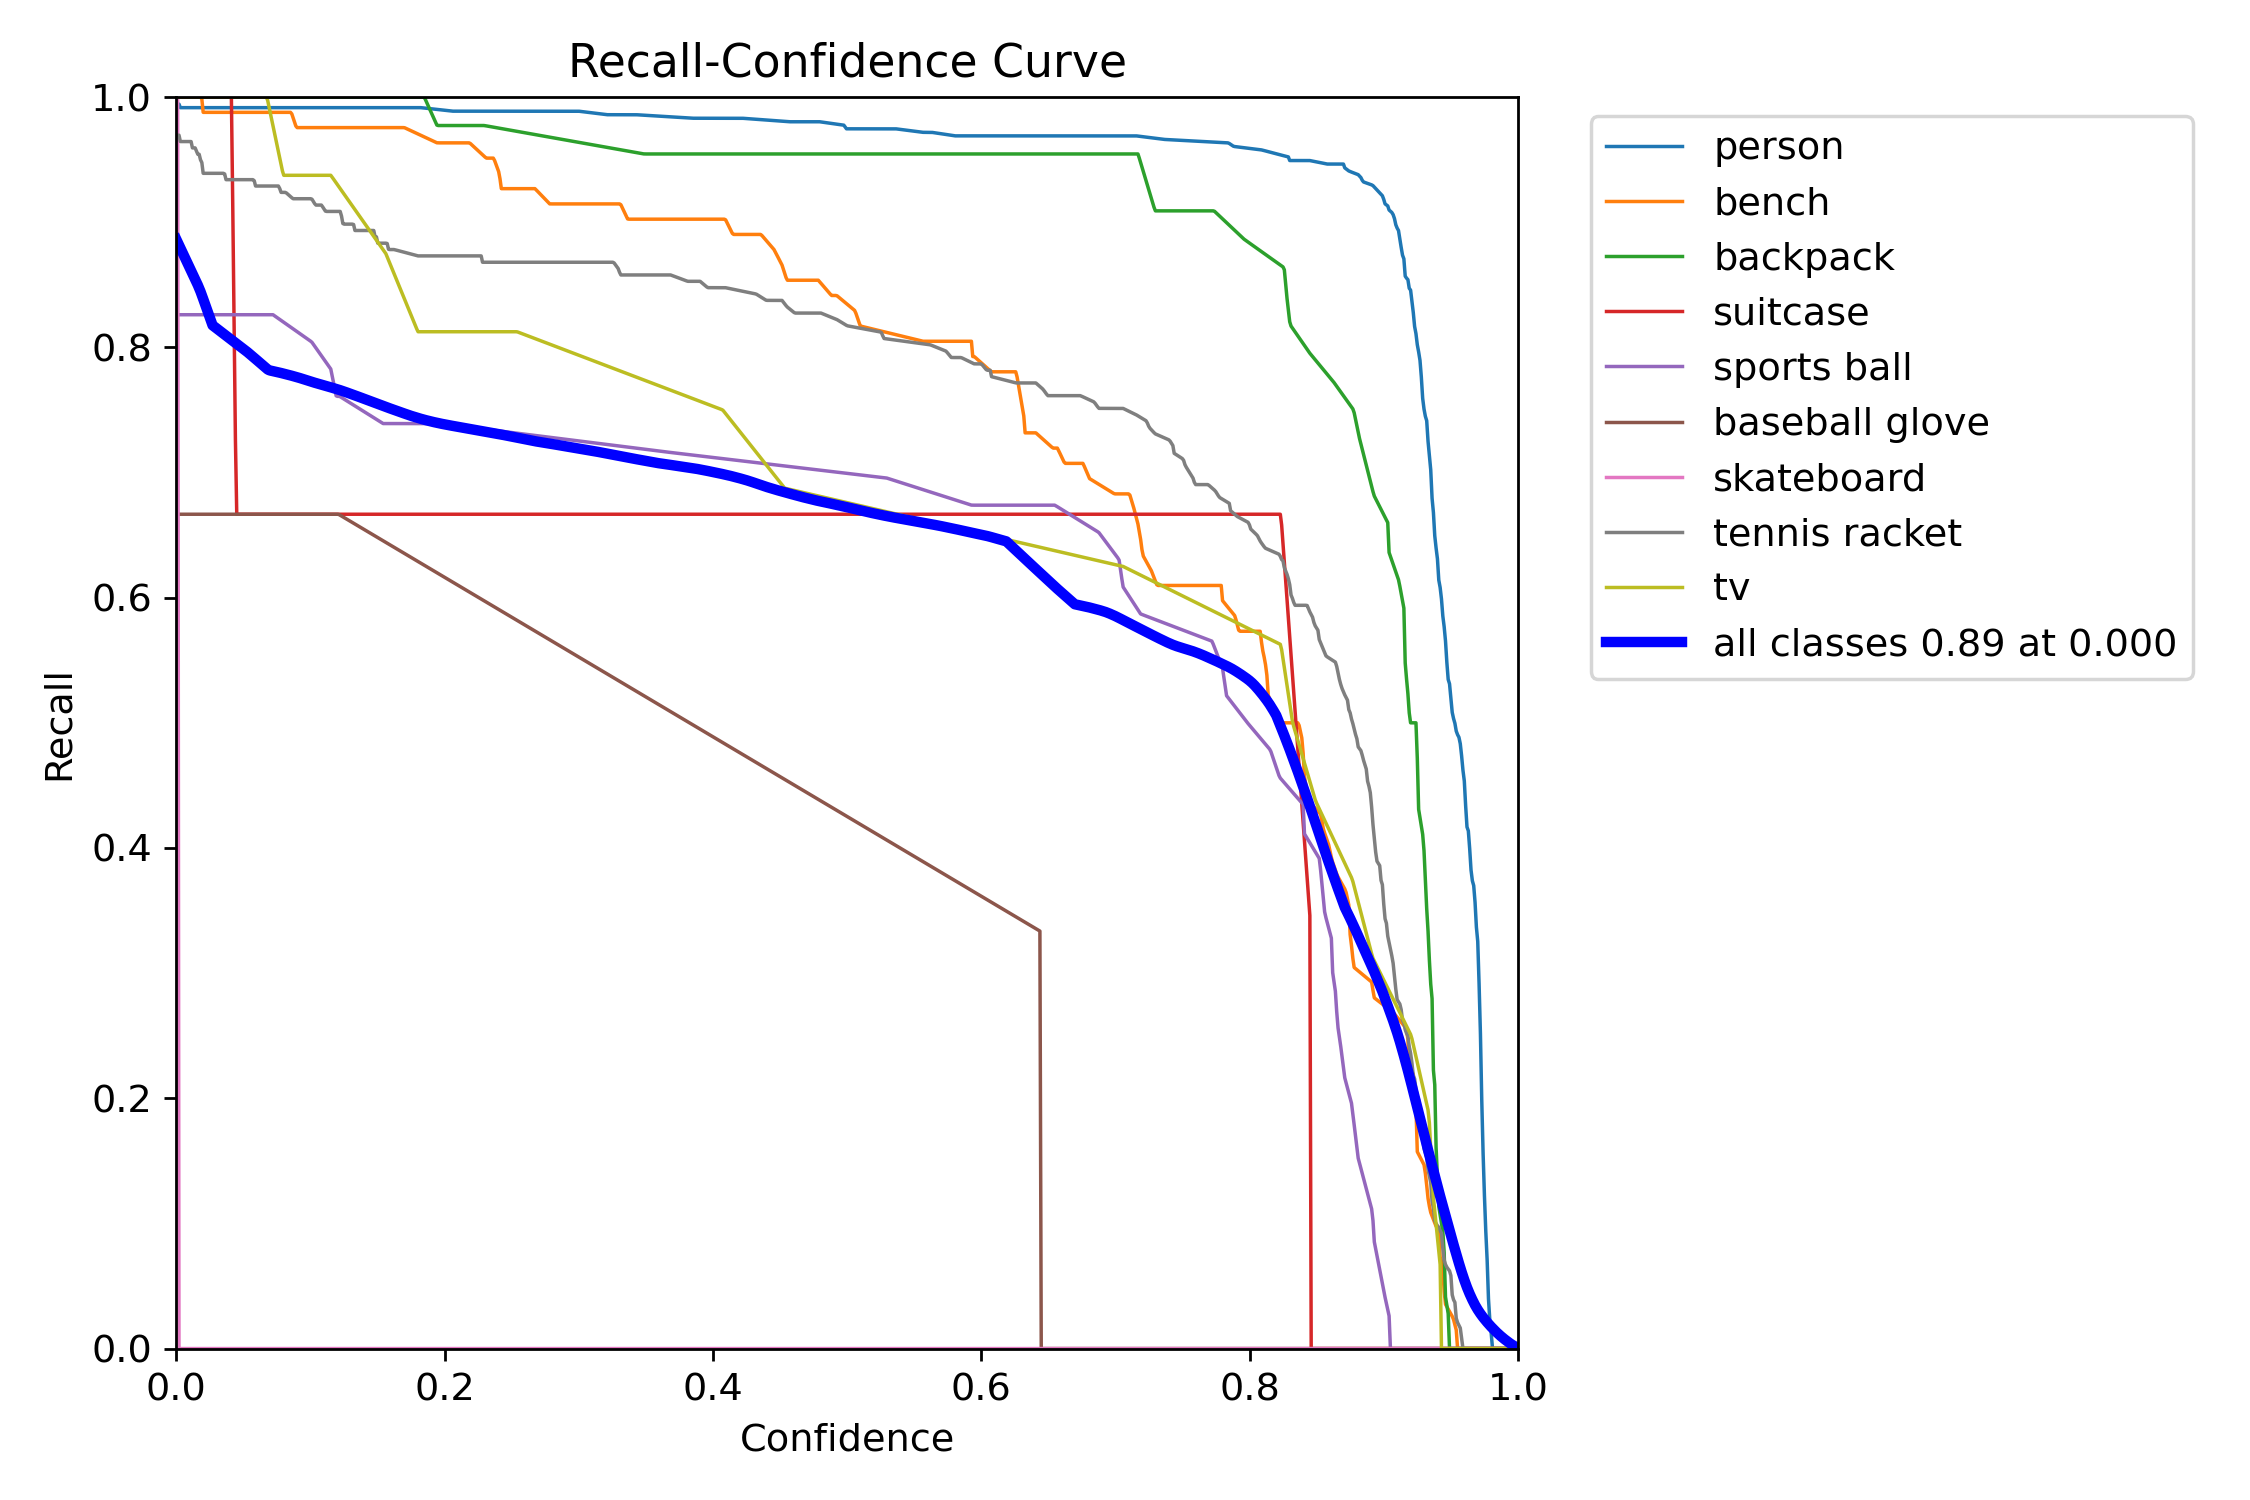 Recall-Confidence Curve
1.0
0.8
0.6
0.4
0.2
0.0
Recall
0.0 0.2 0.4 0.6 0.8 1.0
Confidence
person
bench
backpack
suitcase
sports ball
baseball glove
skateboard
tennis racket
tv
all classes 0.89 at 0.000